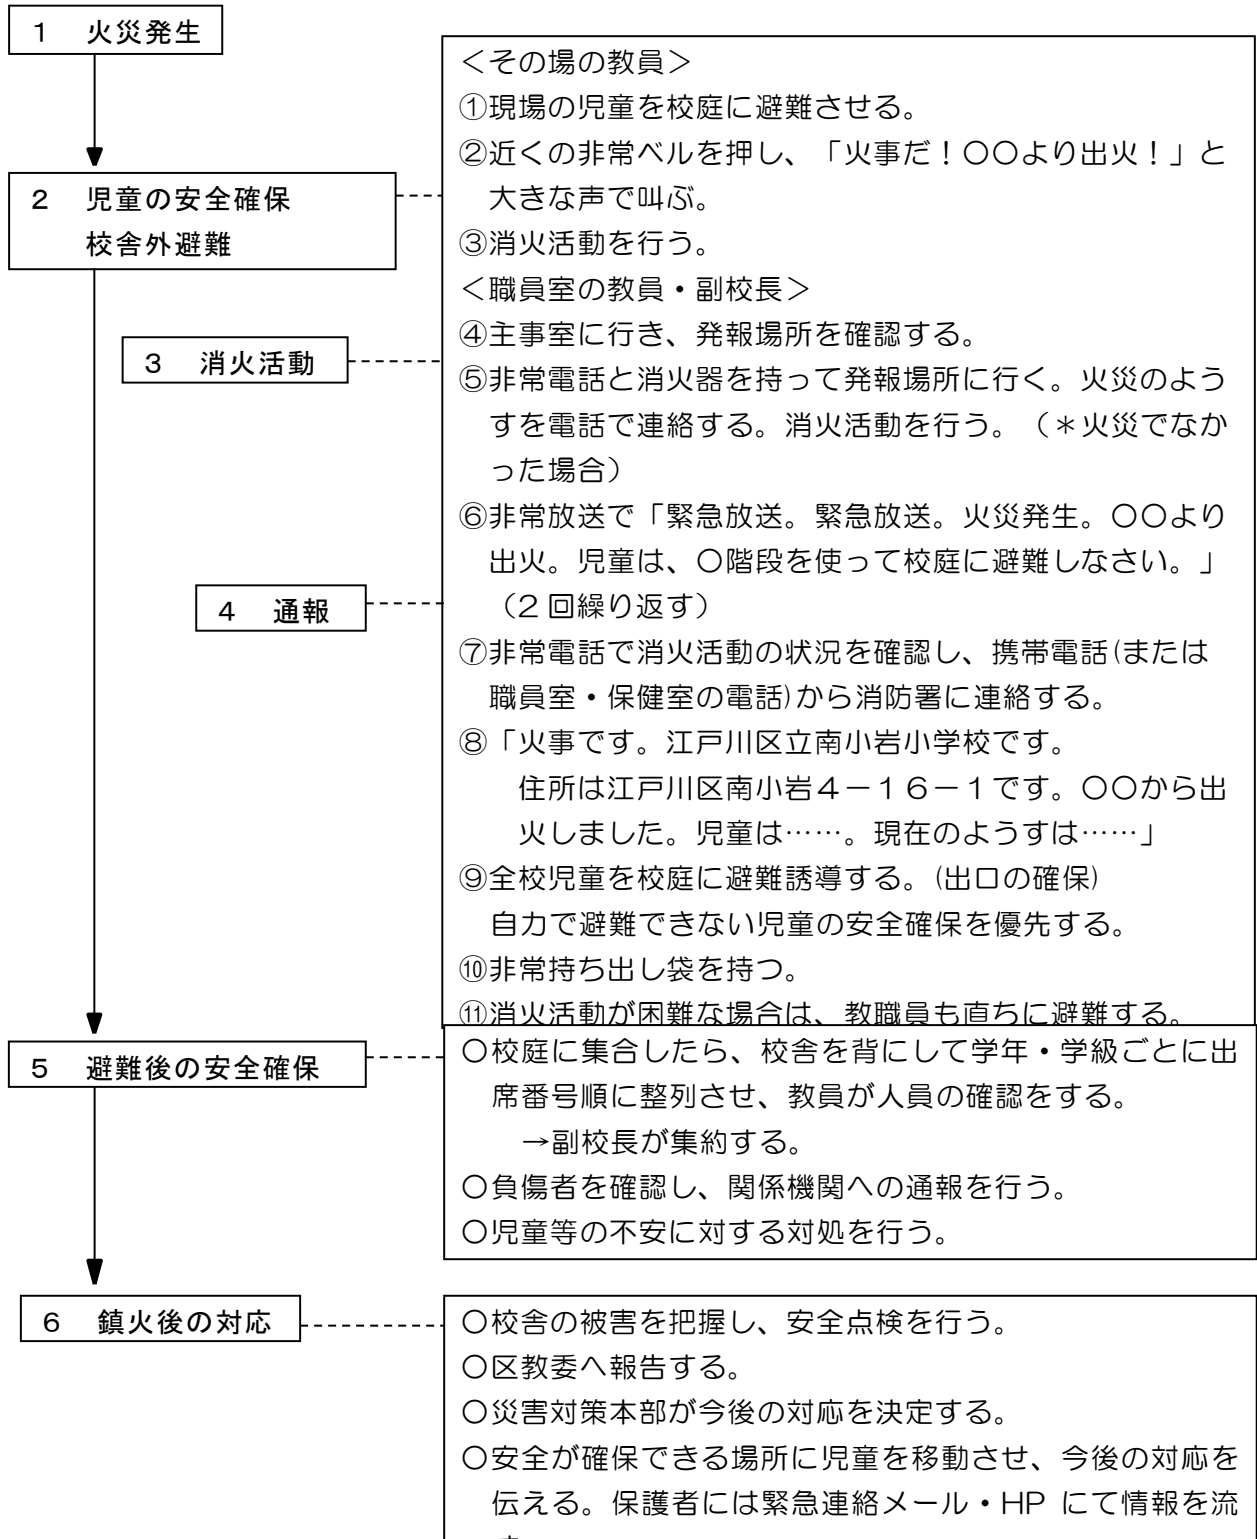 １　火災発生
２　児童の安全確保
校舎外避難
３　消火活動
４　通報
＜その場の教員＞
①現場の児童を校庭に避難させる。
②近くの非常ベルを押し、「火事だ！〇〇より出火！」と
大きな声で叫ぶ。
③消火活動を行う。
＜職員室の教員・副校長＞
④主事室に行き、発報場所を確認する。
⑤非常電話と消火器を持って発報場所に行く。火災のよう
すを電話で連絡する。消火活動を行う。（＊火災でなか
った場合）
⑥非常放送で「緊急放送。緊急放送。火災発生。〇〇より
出火。児童は、〇階段を使って校庭に避難しなさい。」
（２回繰り返す）
⑦非常電話で消火活動の状況を確認し、携帯電話(または
職員室・保健室の電話)から消防署に連絡する。
⑧「火事です。江戸川区立南小岩小学校です。
住所は江戸川区南小岩４－１６－１です。〇〇から出
火しました。児童は……。現在のようすは……」
⑨全校児童を校庭に避難誘導する。(出口の確保)
自力で避難できない児童の安全確保を優先する。
⑩非常持ち出し袋を持つ。
⑪消火活動が困難な場合は、教職員も直ちに避難する。
５　避難後の安全確保
〇校庭に集合したら、校舎を背にして学年・学級ごとに出
席番号順に整列させ、教員が人員の確認をする。
→副校長が集約する。
〇負傷者を確認し、関係機関への通報を行う。
〇児童等の不安に対する対処を行う。
６　鎮火後の対応
〇校舎の被害を把握し、安全点検を行う。
〇区教委へ報告する。
〇災害対策本部が今後の対応を決定する。
〇安全が確保できる場所に児童を移動させ、今後の対応を
伝える。保護者には緊急連絡メール・HP にて情報を流